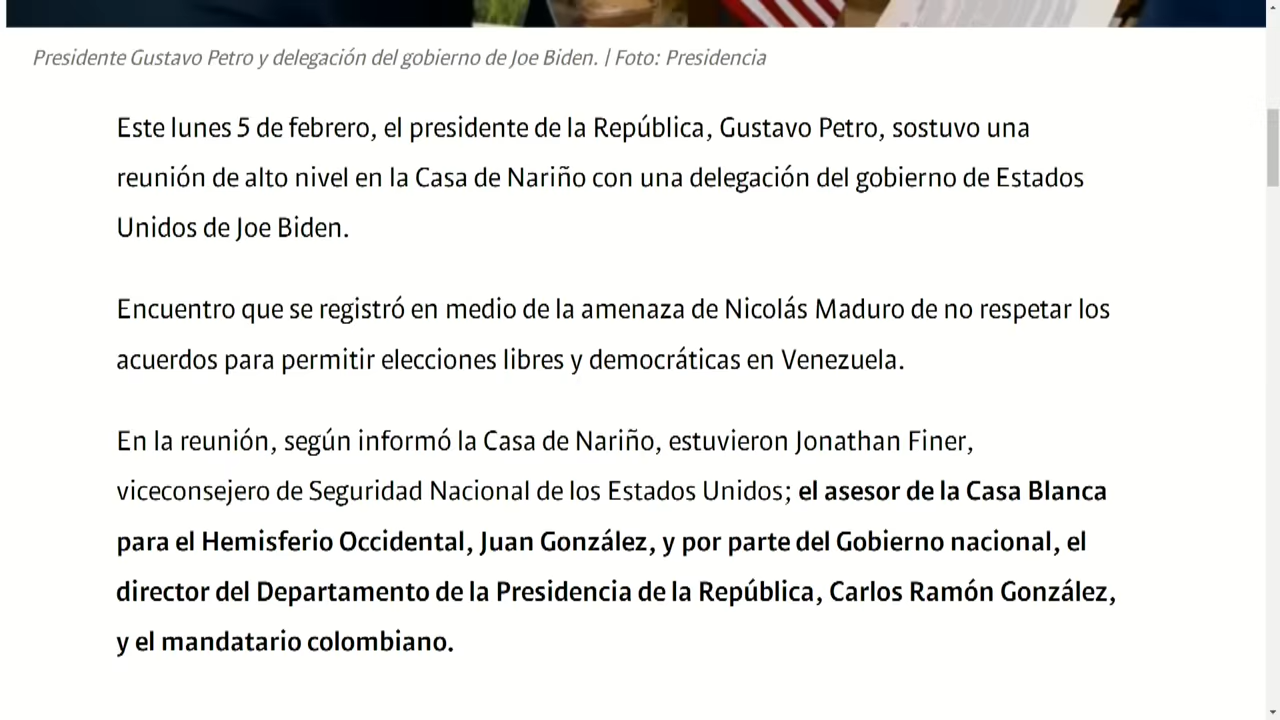 Presidente Gustavo Petro y delegación del gobierno de Joe Biden. | Foto: Presidencia
Este lunes 5 de febrero, el presidente de la República, Gustavo Petro, sostuvo una
reunión de alto nivel en la Casa de Nariño con una delegación del gobierno de Estados
Unidos de Joe Biden.
Encuentro que se registró en medio de la amenaza de Nicolás Maduro de no respetar los
acuerdos para permitir elecciones libres y democráticas en Venezuela.
En la reunión, según informó la Casa de Nariño, estuvieron Jonathan Finer,
viceconsejero de Seguridad Nacional de los Estados Unidos; el asesor de la Casa Blanca
para el Hemisferio Occidental, Juan González, y por parte del Gobierno nacional, el
director del Departamento de la Presidencia de la República, Carlos Ramón González,
y el mandatario colombiano.